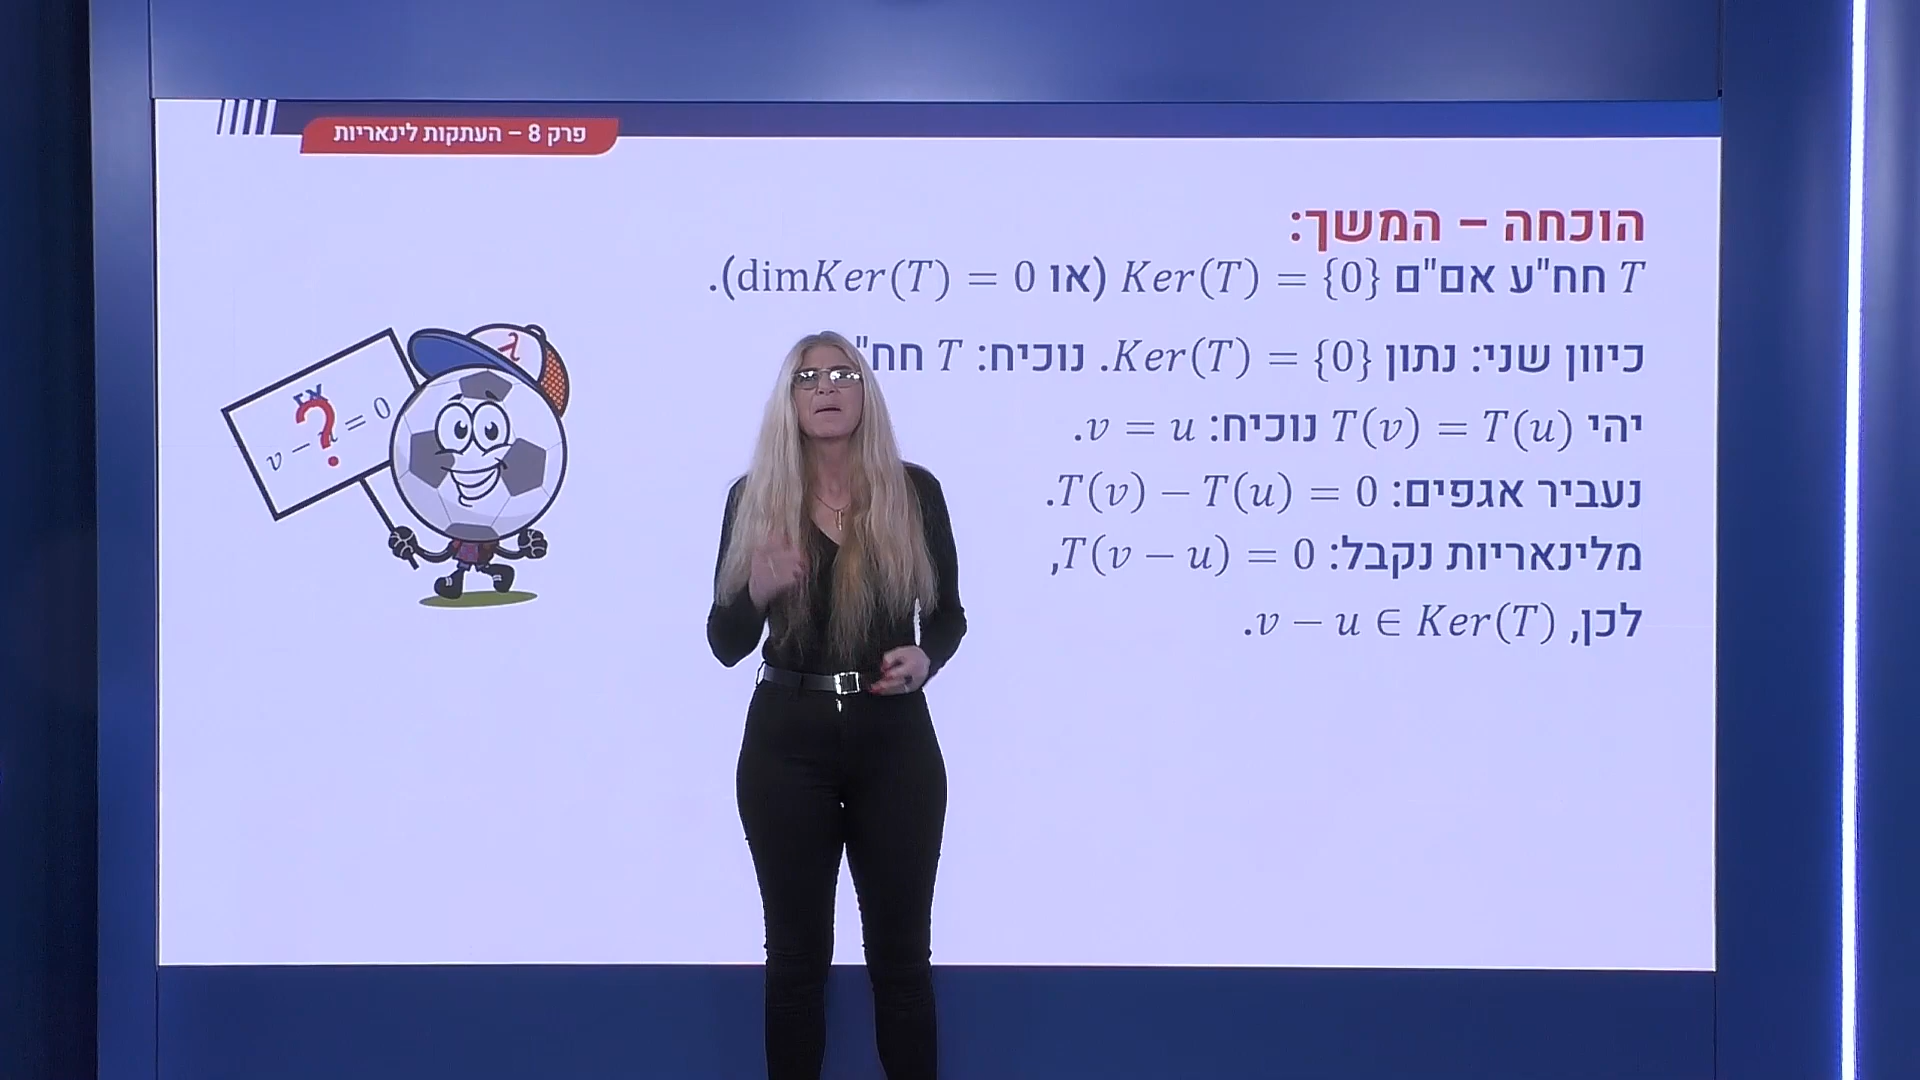 פרק 8 – העתקות לינאריות
הוכחה – המשך:
T חח"ע אם"ם Ker(T) = {0} (או dimKer(T) = 0).
כיוון שני: נתון Ker(T) = {0}. נוכיח: T חח"
יהי T(v) = T(u) נוכיח: v = u.
נעביר אגפים: T(v) − T(u) = 0.
מלינאריות נקבל: T(v − u) = 0,
לכן, v − u ∈ Ker(T).
λ
אז
?
v − u = 0